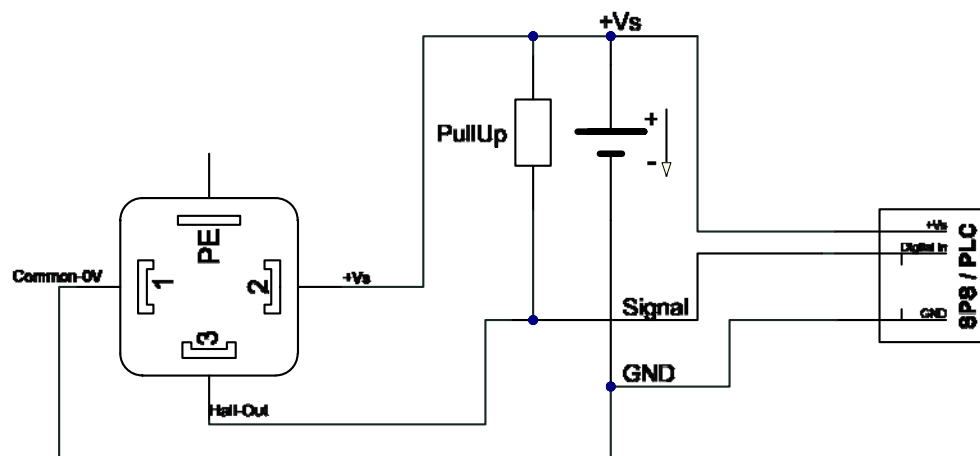 +Vs
+
PullUp
-
PE
+Vs
Digital In
SPS / PLC
Common-0V
1
2
+Vs
Signal
GND
3
GND
Hall-Out